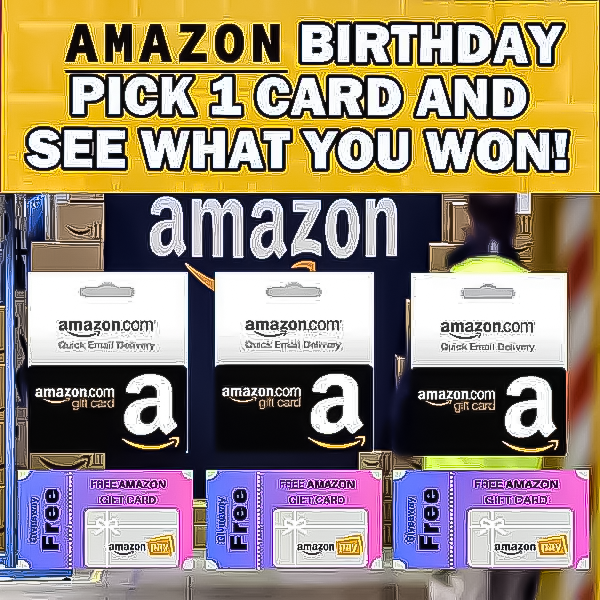 AMAZON BIRTHDAY
PICK 1 CARD AND
SEE WHAT YOU WON!
amazon
amazon.com
Quick Email Delivery
amazon.com
gift card
a
amazon.com
Quick Email Delivery
amazon.com
gift card
a
amazon.com
Quick Email Delivery
amazon.com
gift card
a
Giveaway
Free
FREE AMAZON
GIFT CARD
amazon pay
Giveaway
Free
FREE AMAZON
GIFT CARD
amazon pay
Giveaway
Free
FREE AMAZON
GIFT CARD
amazon pay